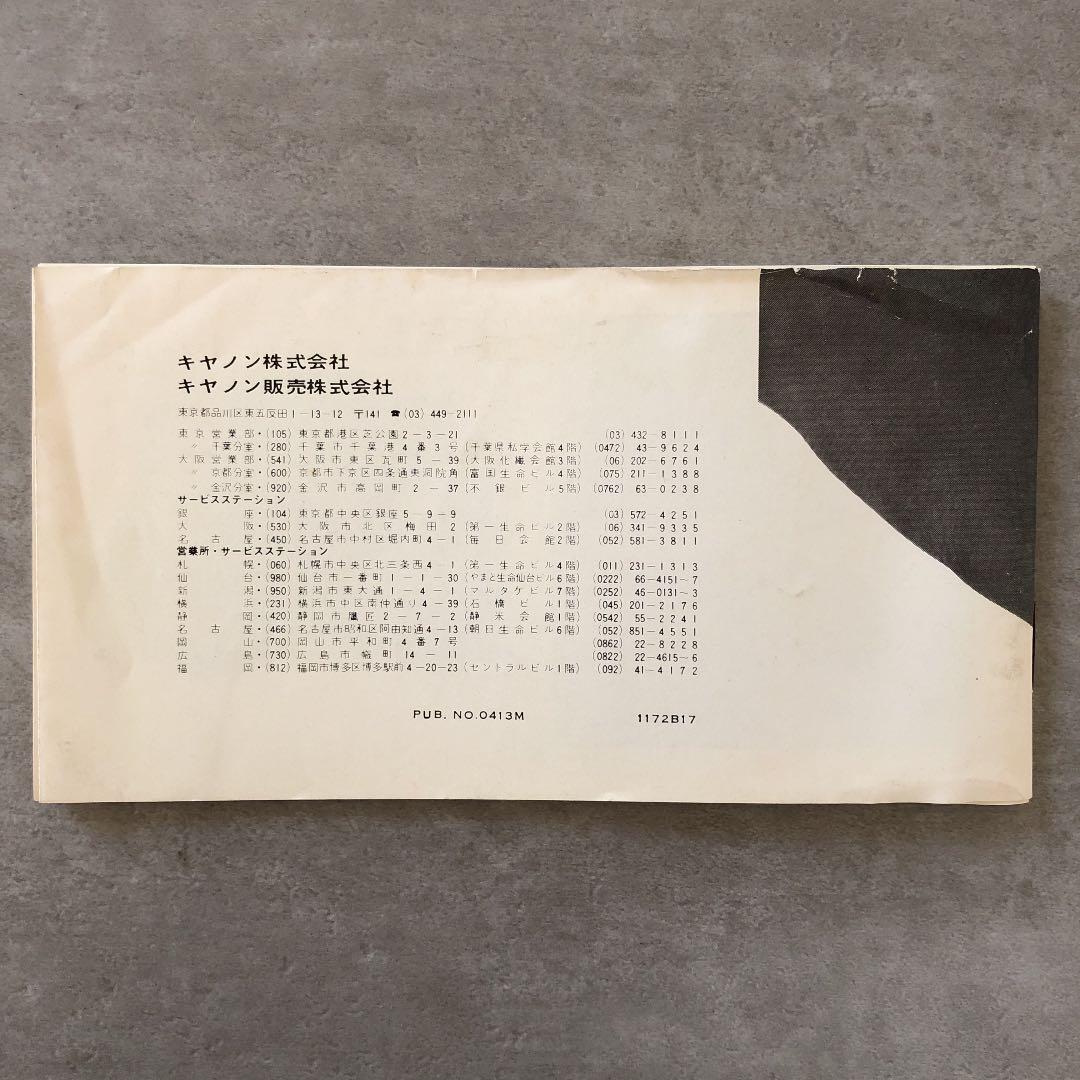 キヤノン株式会社
キヤノン販売株式会社
東京都品川区東五反田1-13-12 〒141 ☎(03)449-2111
東京営業部・(105) 東京都港区芝公園2-3-21 (03)432-8111
〃 千葉分室・(280) 千葉市千葉港4番3号(千葉県私学会館4階) (0472)43-9624
大阪営業部・(541) 大阪市東区瓦町5-39(大阪化繊会館3階) (06)202-6761
〃 京都分室・(600) 京都市下京区四条通東洞院角(富国生命ビル4階) (075)211-1388
〃 金沢分室・(920) 金沢市高岡町2-37(不銀ビル5階) (0762)63-0238
サービスステーション
銀座・(104) 東京都中央区銀座5-9-9 (03)572-4251
大阪・(530) 大阪市北区梅田2(第一生命ビル2階) (06)341-9335
名古屋・(450) 名古屋市中村区堀内町4-1(毎日会館2階) (052)581-3811
営業所・サービスステーション
札幌・(060) 札幌市中央区北三条西4-1(第一生命ビル4階) (011)231-1313
仙台・(980) 仙台市一番町1-1-30(やまと生命仙台ビル6階) (0222)66-4151~7
新潟・(950) 新潟市東大通1-4-1(マルタケビル7階) (0252)46-0131~3
横浜・(231) 横浜市中区南仲通り4-39(石橋ビル1階) (045)201-2176
静岡・(420) 静岡市鷹匠2-7-2(静米会館1階) (0542)55-2241
名古屋・(466) 名古屋市昭和区阿由知通4-13(朝日生命ビル6階) (052)851-4551
岡山・(700) 岡山市平和町4番7号 (0862)22-8228
広島・(730) 広島市幟町14-11 (0822)22-4615~6
福岡・(812) 福岡市博多区博多駅前4-20-23(セントラルビル1階) (092)41-4172
PUB. NO.0413M 1172B17